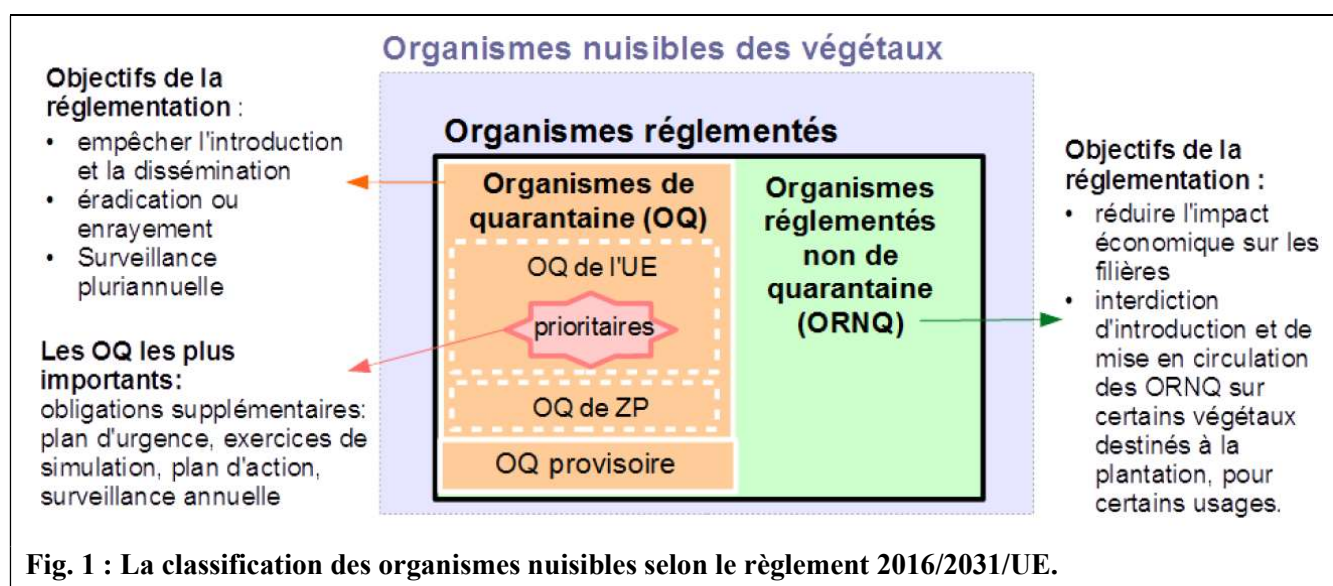 Organismes nuisibles des végétaux
Objectifs de la
réglementation :
• empêcher l'introduction
et la dissémination
• éradication ou
enrayement
• Surveillance
pluriannuelle
Les OQ les plus
importants:
obligations supplémentaires:
plan d'urgence, exercices de
simulation, plan d'action,
surveillance annuelle
Organismes réglementés
Organismes de
quarantaine (OQ)
OQ de l'UE
prioritaires
OQ de ZP
OQ provisoire
Organismes
réglementés
non de
quarantaine
(ORNQ)
Objectifs de la
réglementation :
• réduire l'impact
économique sur les
filières
• interdiction
d'introduction et de
mise en circulation
des ORNQ sur
certains végétaux
destinés à la
plantation, pour
certains usages.
Fig. 1 : La classification des organismes nuisibles selon le règlement 2016/2031/UE.